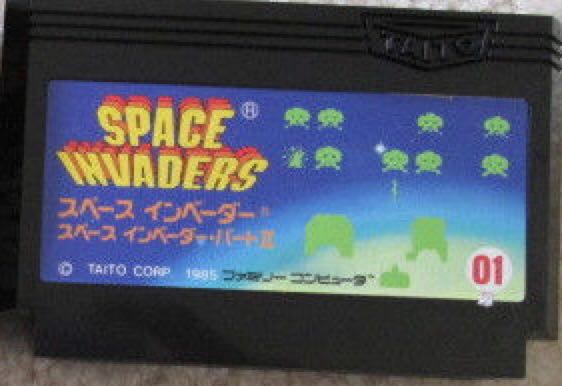 TAITO
SPACE ®
INVADERS
スペース インベーダー®
スペース インベーダー・パートII
© TAITO CORP. 1985 ファミリー コンピュータ™
01